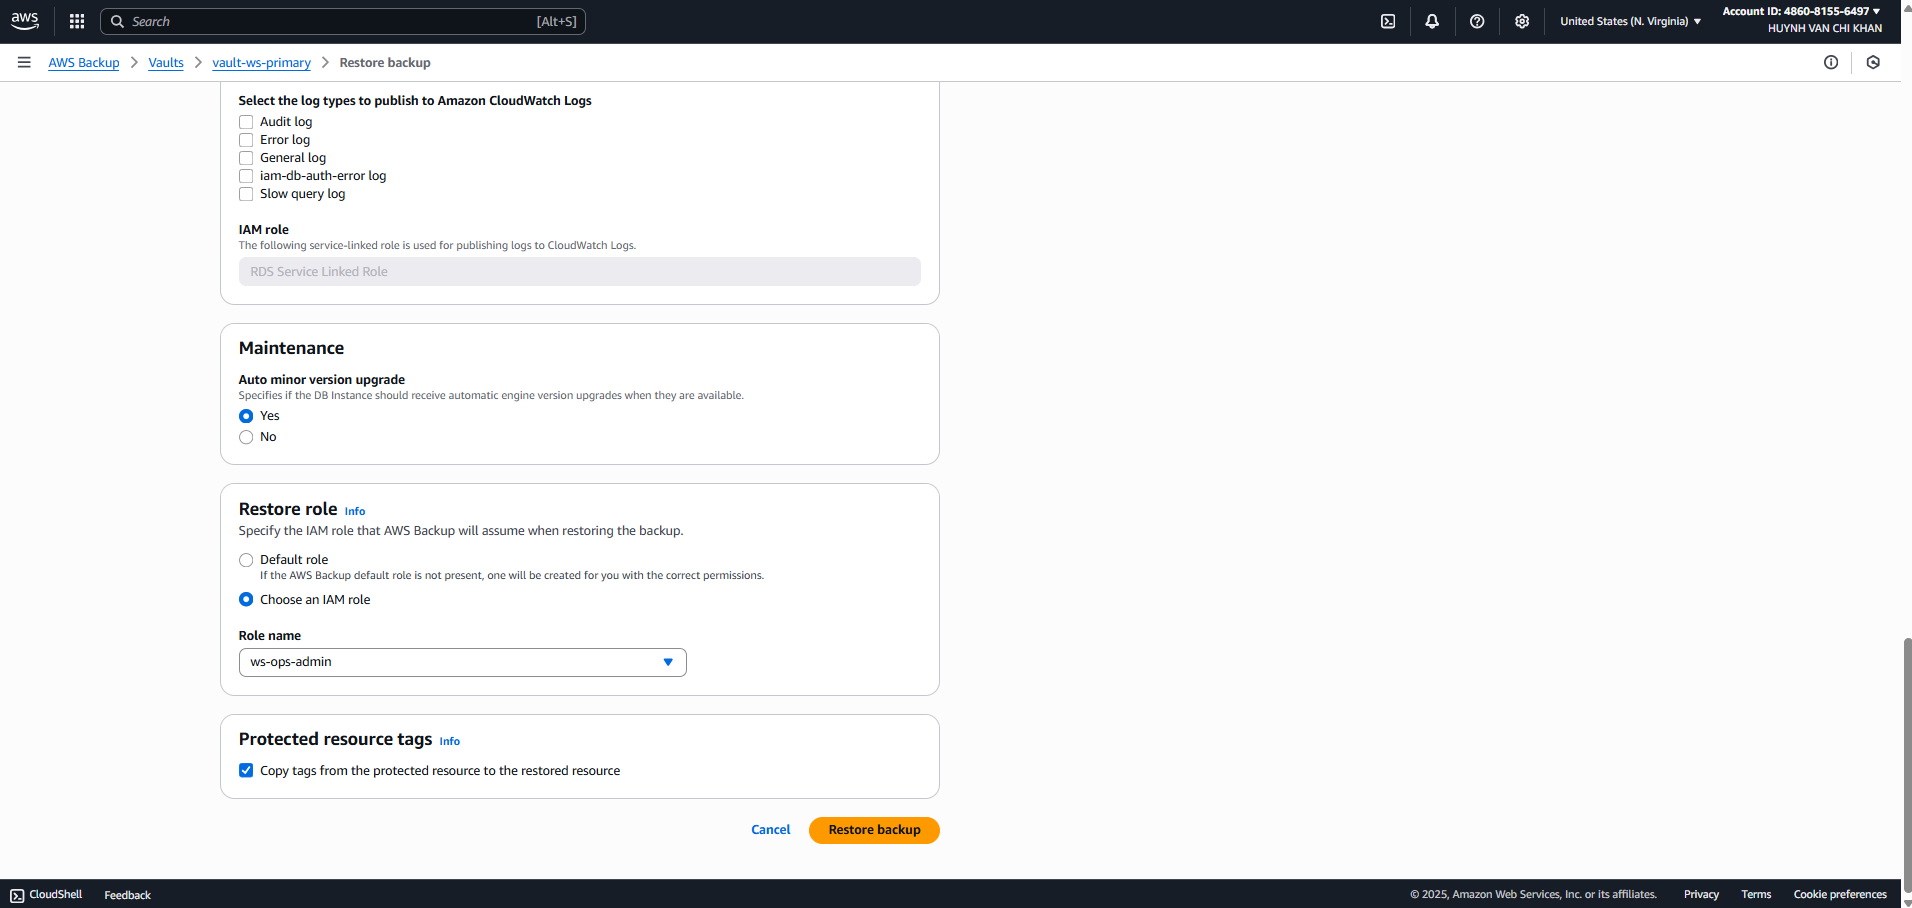 aws
Search
[Alt+S]
United States (N. Virginia)
Account ID: 4860-8155-6497
HUYNH VAN CHI KHAN
AWS Backup
Vaults
vault-ws-primary
Restore backup
Select the log types to publish to Amazon CloudWatch Logs
Audit log
Error log
General log
iam-db-auth-error log
Slow query log
IAM role
The following service-linked role is used for publishing logs to CloudWatch Logs.
RDS Service Linked Role
Maintenance
Auto minor version upgrade
Specifies if the DB Instance should receive automatic engine version upgrades when they are available.
Yes
No
Restore role Info
Specify the IAM role that AWS Backup will assume when restoring the backup.
Default role
If the AWS Backup default role is not present, one will be created for you with the correct permissions.
Choose an IAM role
Role name
ws-ops-admin
Protected resource tags Info
Copy tags from the protected resource to the restored resource
Cancel
Restore backup
CloudShell
Feedback
© 2025, Amazon Web Services, Inc. or its affiliates.
Privacy
Terms
Cookie preferences